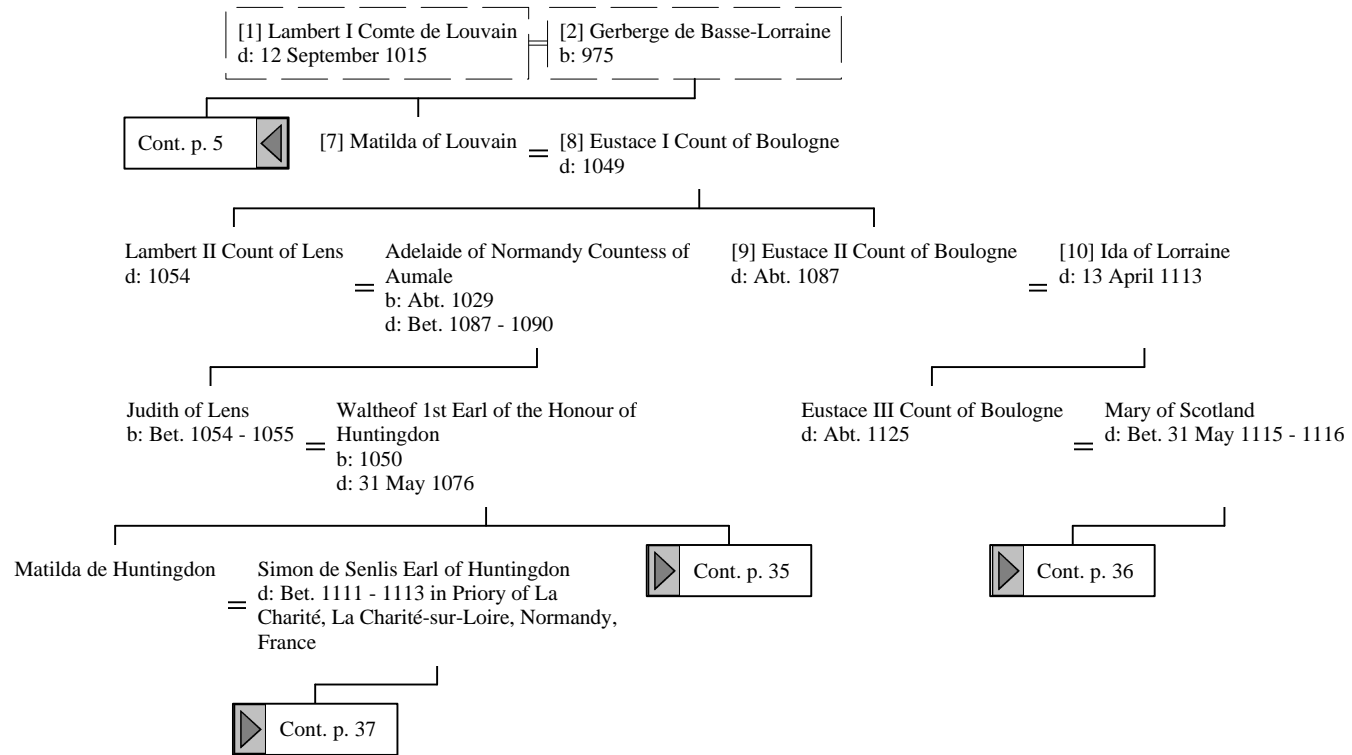 [1] Lambert I Comte de Louvain
d: 12 September 1015
[2] Gerberge de Basse-Lorraine
b: 975
=
Cont. p. 5
[7] Matilda of Louvain
=
[8] Eustace I Count of Boulogne
d: 1049
Lambert II Count of Lens
d: 1054
=
Adelaide of Normandy Countess of
Aumale
b: Abt. 1029
d: Bet. 1087 - 1090
[9] Eustace II Count of Boulogne
d: Abt. 1087
=
[10] Ida of Lorraine
d: 13 April 1113
Judith of Lens
b: Bet. 1054 - 1055
=
Waltheof 1st Earl of the Honour of
Huntingdon
b: 1050
d: 31 May 1076
Eustace III Count of Boulogne
d: Abt. 1125
=
Mary of Scotland
d: Bet. 31 May 1115 - 1116
Matilda de Huntingdon
=
Simon de Senlis Earl of Huntingdon
d: Bet. 1111 - 1113 in Priory of La
Charité, La Charité-sur-Loire, Normandy,
France
Cont. p. 35
Cont. p. 36
Cont. p. 37